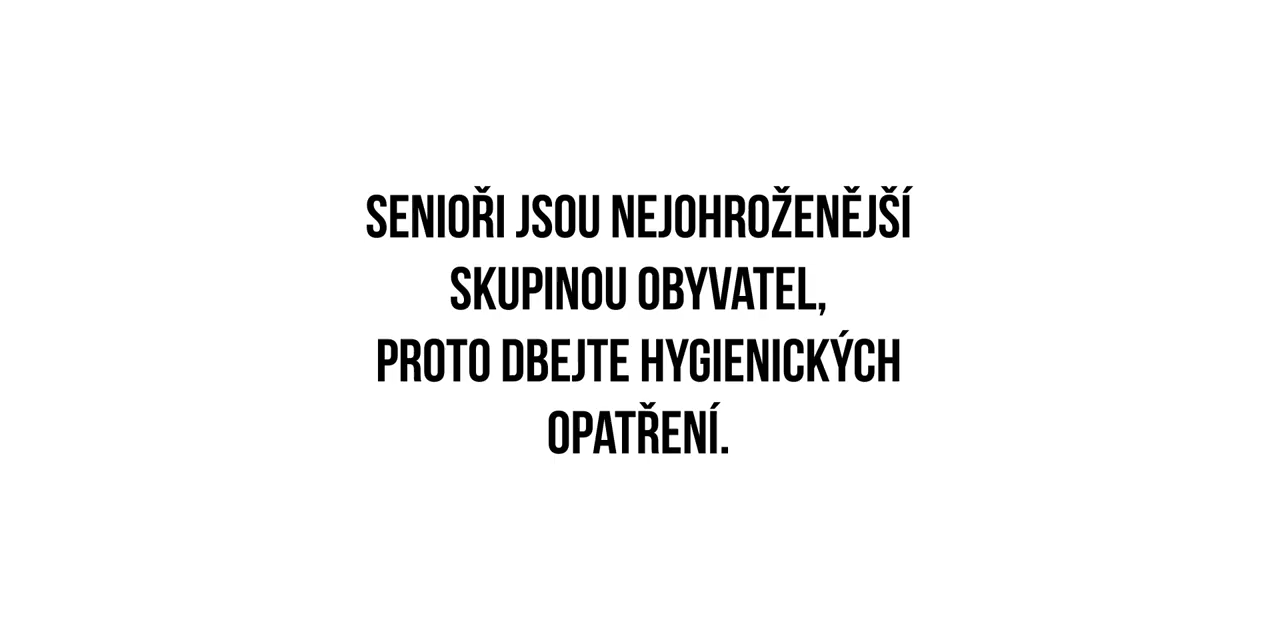 SENIOŘI JSOU NEJOHROŽENĚJŠÍ
SKUPINOU OBYVATEL,
PROTO DBEJTE HYGIENICKÝCH
OPATŘENÍ.